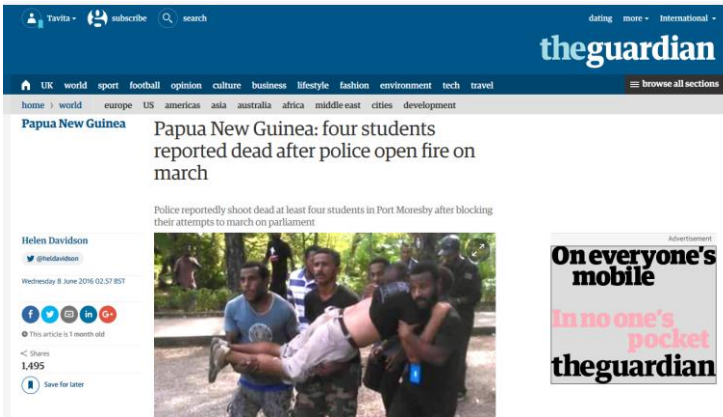 Tavita
subscribe
search
dating more International
theguardian
UK world sport football opinion culture business lifestyle fashion environment tech travel
browse all sections
home › world europe US americas asia australia africa middle east cities development
Papua New Guinea
Papua New Guinea: four students
reported dead after police open fire on
march
Police reportedly shoot dead at least four students in Port Moresby after blocking
their attempts to march on parliament
Helen Davidson
@heldavidson
Wednesday 8 June 2016 02.57 BST
This article is 1 month old
Shares
1,495
Save for later
Advertisement
On everyone's
mobile
In no one's
pocket
theguardian